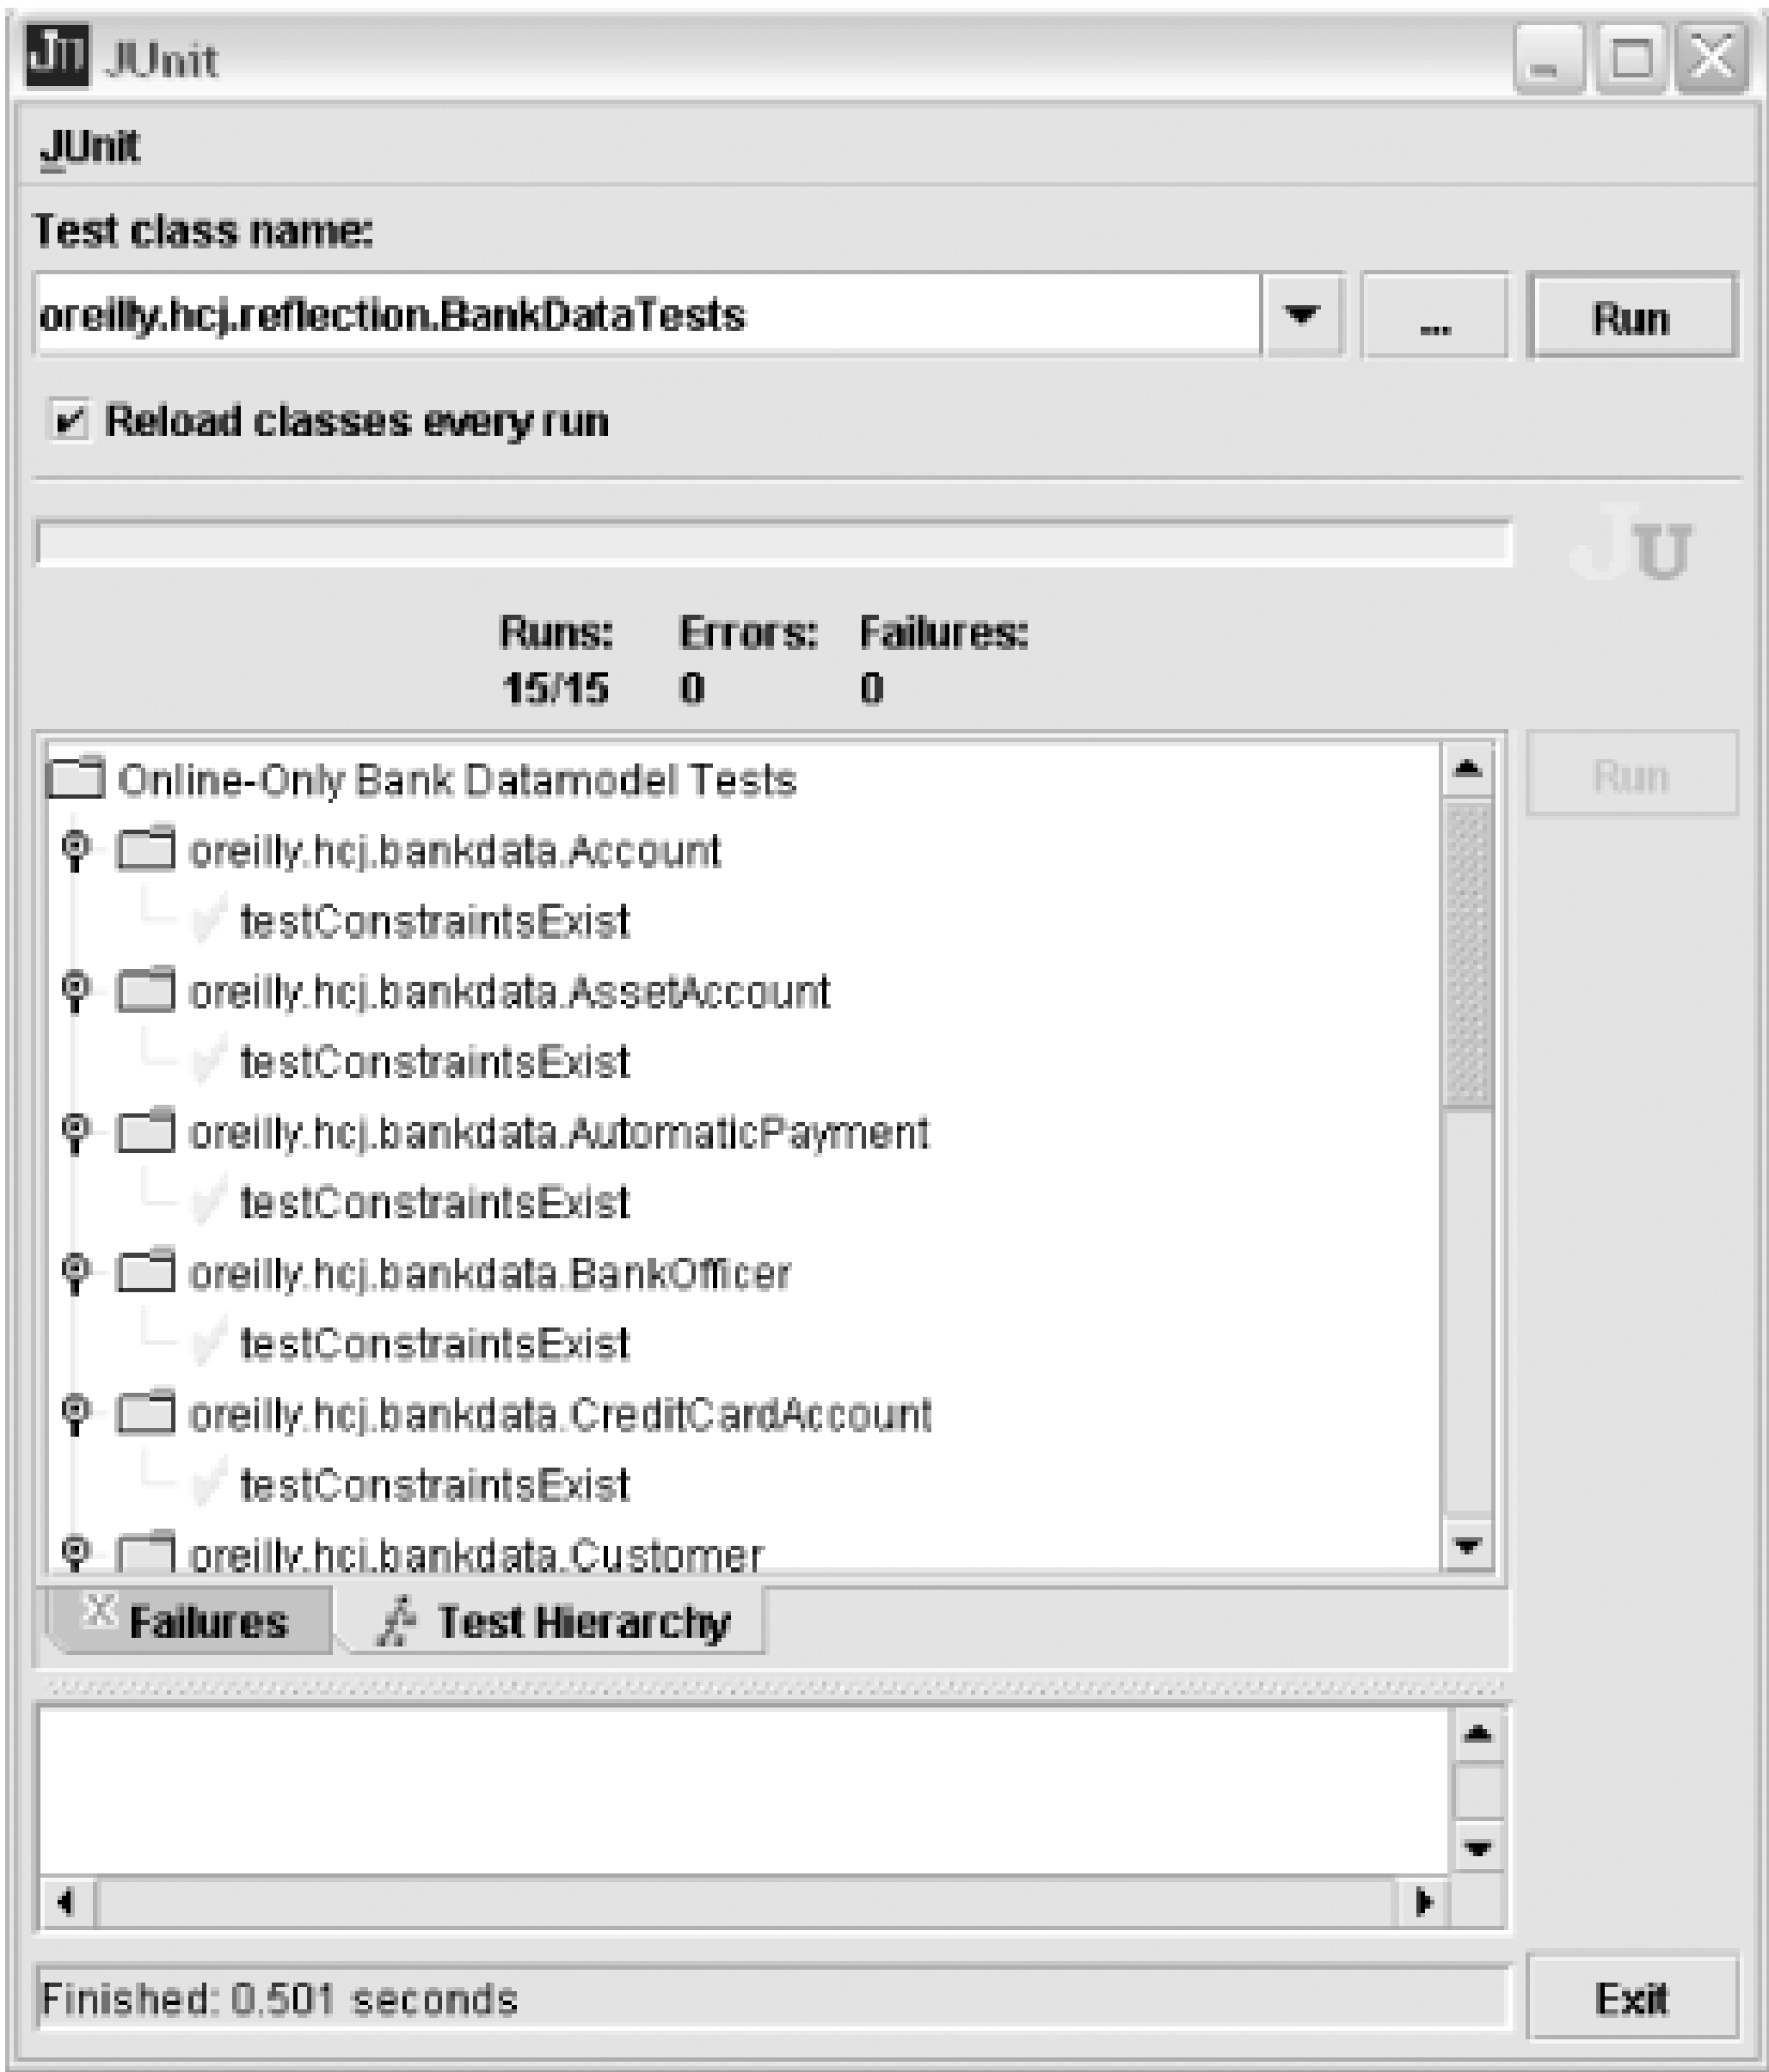 JU JUnit
JUnit
Test class name:
oreilly.hcj.reflection.BankDataTests
... Run
Reload classes every run
JU
Runs: Errors: Failures:
15/15 0 0
Online-Only Bank Datamodel Tests
Run
oreilly.hcj.bankdata.Account
testConstraintsExist
oreilly.hcj.bankdata.AssetAccount
testConstraintsExist
oreilly.hcj.bankdata.AutomaticPayment
testConstraintsExist
oreilly.hcj.bankdata.BankOfficer
testConstraintsExist
oreilly.hcj.bankdata.CreditCardAccount
testConstraintsExist
oreilly.hcj.bankdata.Customer
Failures Test Hierarchy
Finished: 0.501 seconds
Exit